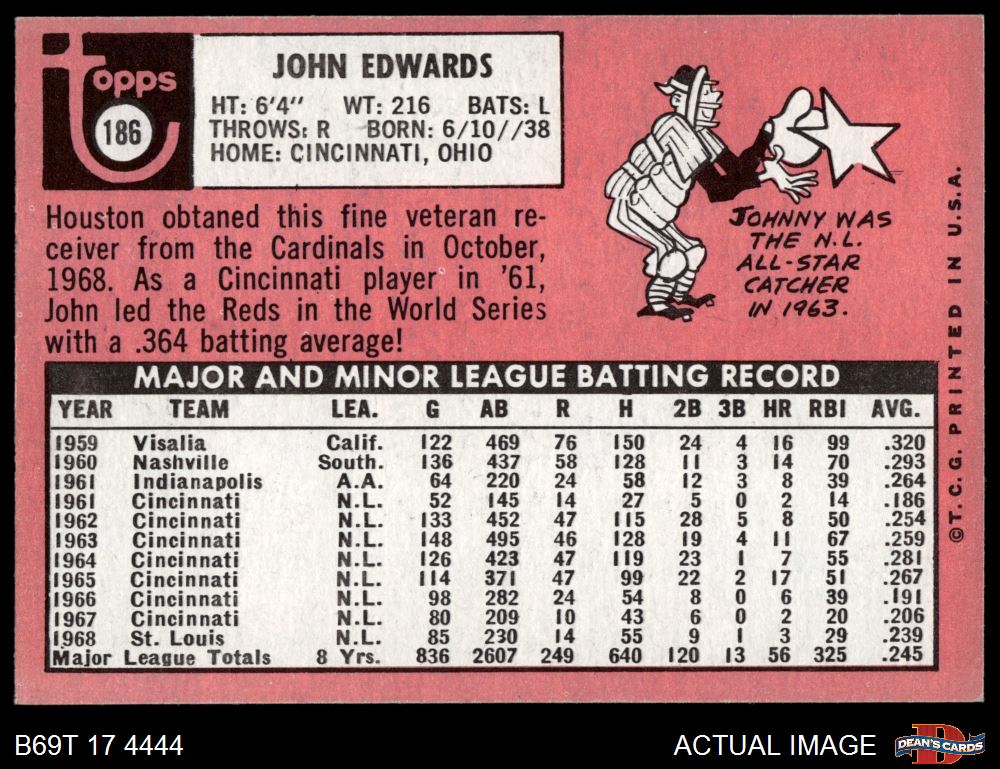 Topps
186
JOHN EDWARDS
HT: 6'4" WT: 216 BATS: L
THROWS: R BORN: 6/10//38
HOME: CINCINNATI, OHIO
Houston obtaned this fine veteran re-
ceiver from the Cardinals in October,
1968. As a Cincinnati player in '61,
John led the Reds in the World Series
with a .364 batting average!
JOHNNY WAS
THE N.L.
ALL-STAR
CATCHER
IN 1963.
MAJOR AND MINOR LEAGUE BATTING RECORD
YEAR TEAM LEA. G AB R H 2B 3B HR RBI AVG.
1959 Visalia Calif. 122 469 76 150 24 4 16 99 .320
1960 Nashville South. 136 437 58 128 11 3 14 70 .293
1961 Indianapolis A.A. 64 220 24 58 12 3 8 39 .264
1961 Cincinnati N.L. 52 145 14 27 5 0 2 14 .186
1962 Cincinnati N.L. 133 452 47 115 28 5 8 50 .254
1963 Cincinnati N.L. 148 495 46 128 19 4 11 67 .259
1964 Cincinnati N.L. 126 423 47 119 23 1 7 55 .281
1965 Cincinnati N.L. 114 371 47 99 22 2 17 51 .267
1966 Cincinnati N.L. 98 282 24 54 8 0 6 39 .191
1967 Cincinnati N.L. 80 209 10 43 6 0 2 20 .206
1968 St. Louis N.L. 85 230 14 55 9 1 3 29 .239
Major League Totals 8 Yrs. 836 2607 249 640 120 13 56 325 .245
©T.C.G. PRINTED IN U.S.A.
B69T 17 4444
ACTUAL IMAGE
D
DEAN'S CARDS